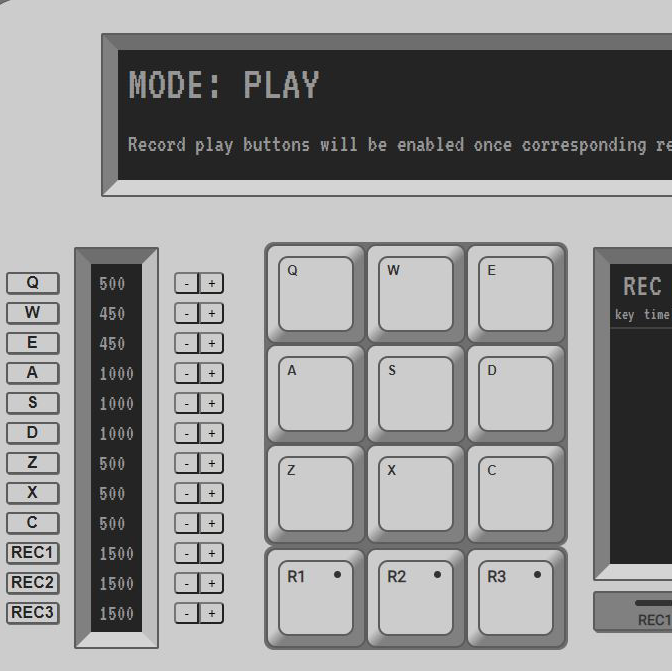 MODE: PLAY
Record play buttons will be enabled once corresponding re
Q 500 - +
W 450 - +
E 450 - +
A 1000 - +
S 1000 - +
D 1000 - +
Z 500 - +
X 500 - +
C 500 - +
REC1 1500 - +
REC2 1500 - +
REC3 1500 - +
Q W E
A S D
Z X C
R1 R2 R3
REC
key time
REC1